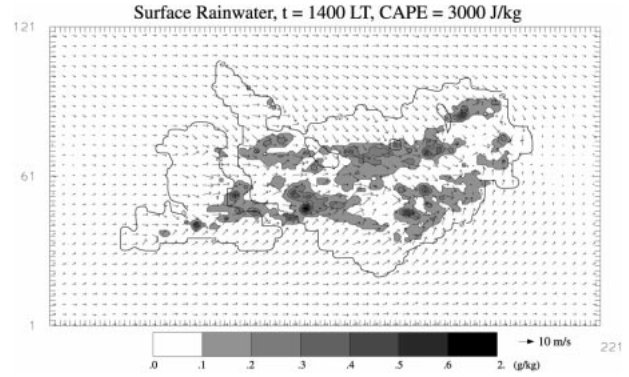 Surface Rainwater, t = 1400 LT, CAPE = 3000 J/kg
121
61
1
221
10 m/s
.0 .1 .2 .3 .4 .5 .6 2. (g/kg)